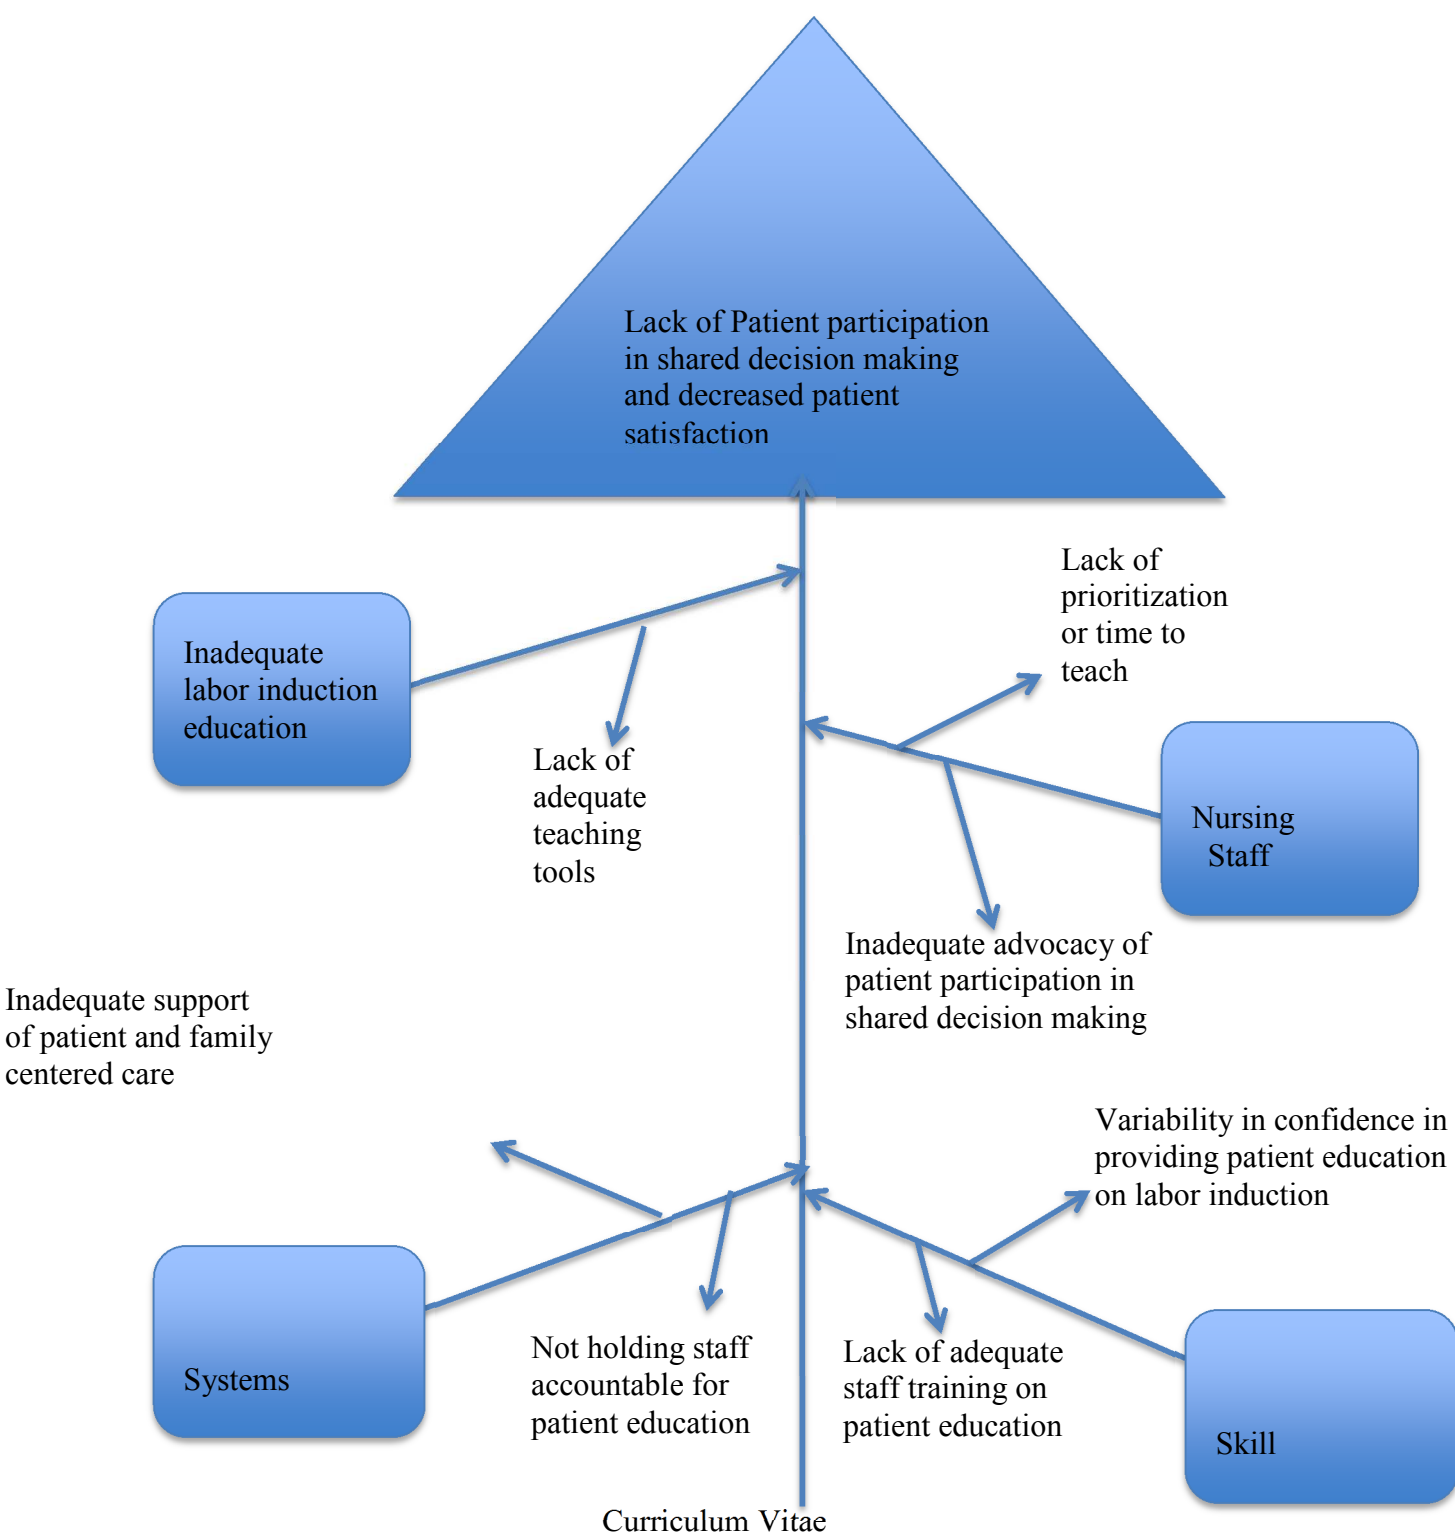 Lack of Patient participation
in shared decision making
and decreased patient
satisfaction
Lack of
prioritization
or time to
teach
Inadequate
labor induction
education
Lack of
adequate
teaching
tools
Nursing
Staff
Inadequate advocacy of
patient participation in
shared decision making
Inadequate support
of patient and family
centered care
Variability in confidence in
providing patient education
on labor induction
Systems
Not holding staff
accountable for
patient education
Lack of adequate
staff training on
patient education
Skill
Curriculum Vitae